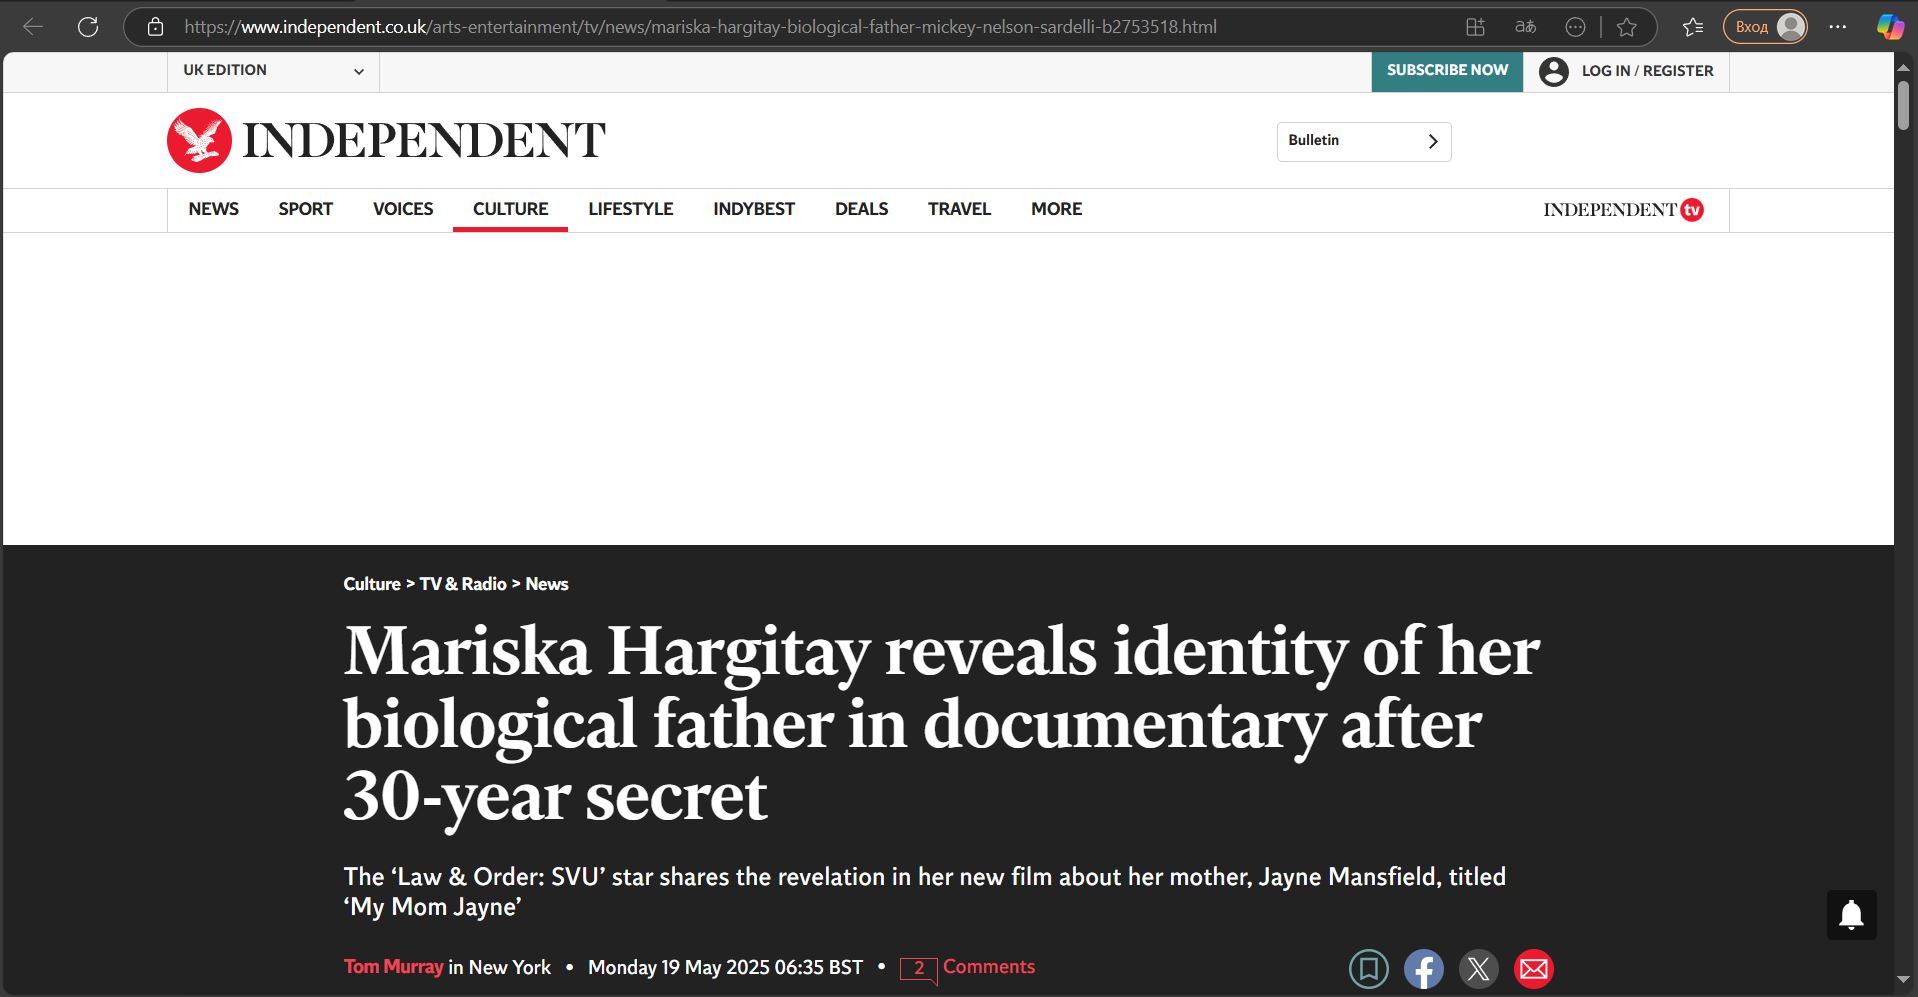 https://www.independent.co.uk/arts-entertainment/tv/news/mariska-hargitay-biological-father-mickey-nelson-sardelli-b2753518.html
aあ
Вход
UK EDITION
SUBSCRIBE NOW
LOG IN / REGISTER
INDEPENDENT
Bulletin
NEWS SPORT VOICES CULTURE LIFESTYLE INDYBEST DEALS TRAVEL MORE
INDEPENDENT tv
Culture > TV & Radio > News
Mariska Hargitay reveals identity of her
biological father in documentary after
30-year secret
The ‘Law & Order: SVU’ star shares the revelation in her new film about her mother, Jayne Mansfield, titled
‘My Mom Jayne’
Tom Murray in New York • Monday 19 May 2025 06:35 BST • 2 Comments